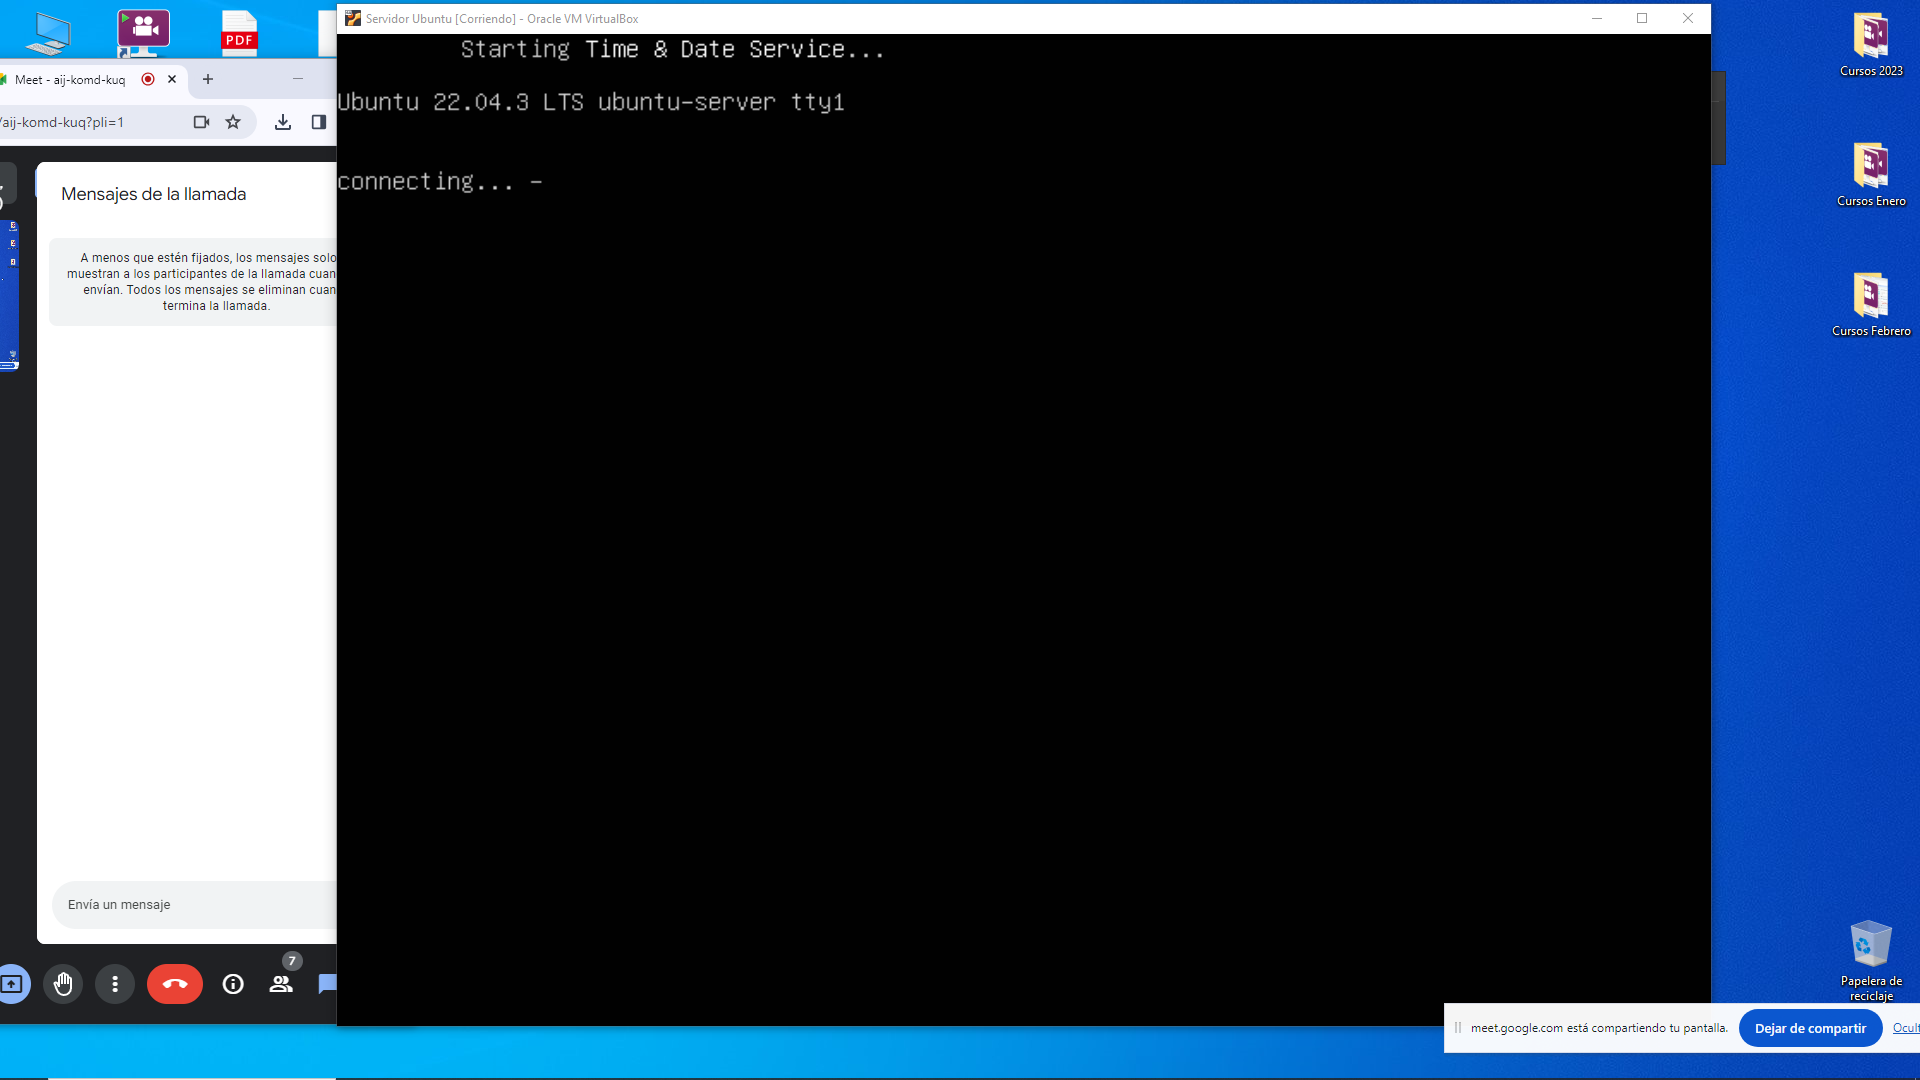 PDF
Meet - aij-komd-kuq
/aij-komd-kuq?pli=1
Mensajes de la llamada
A menos que estén fijados, los mensajes solo
muestran a los participantes de la llamada cuan
envían. Todos los mensajes se eliminan cuan
termina la llamada.
Envía un mensaje
7
Servidor Ubuntu [Corriendo] - Oracle VM VirtualBox
Starting Time & Date Service...
Ubuntu 22.04.3 LTS ubuntu-server tty1
connecting... -
Cursos 2023
Cursos Enero
Cursos Febrero
Papelera de
reciclaje
meet.google.com está compartiendo tu pantalla.
Dejar de compartir
Ocult